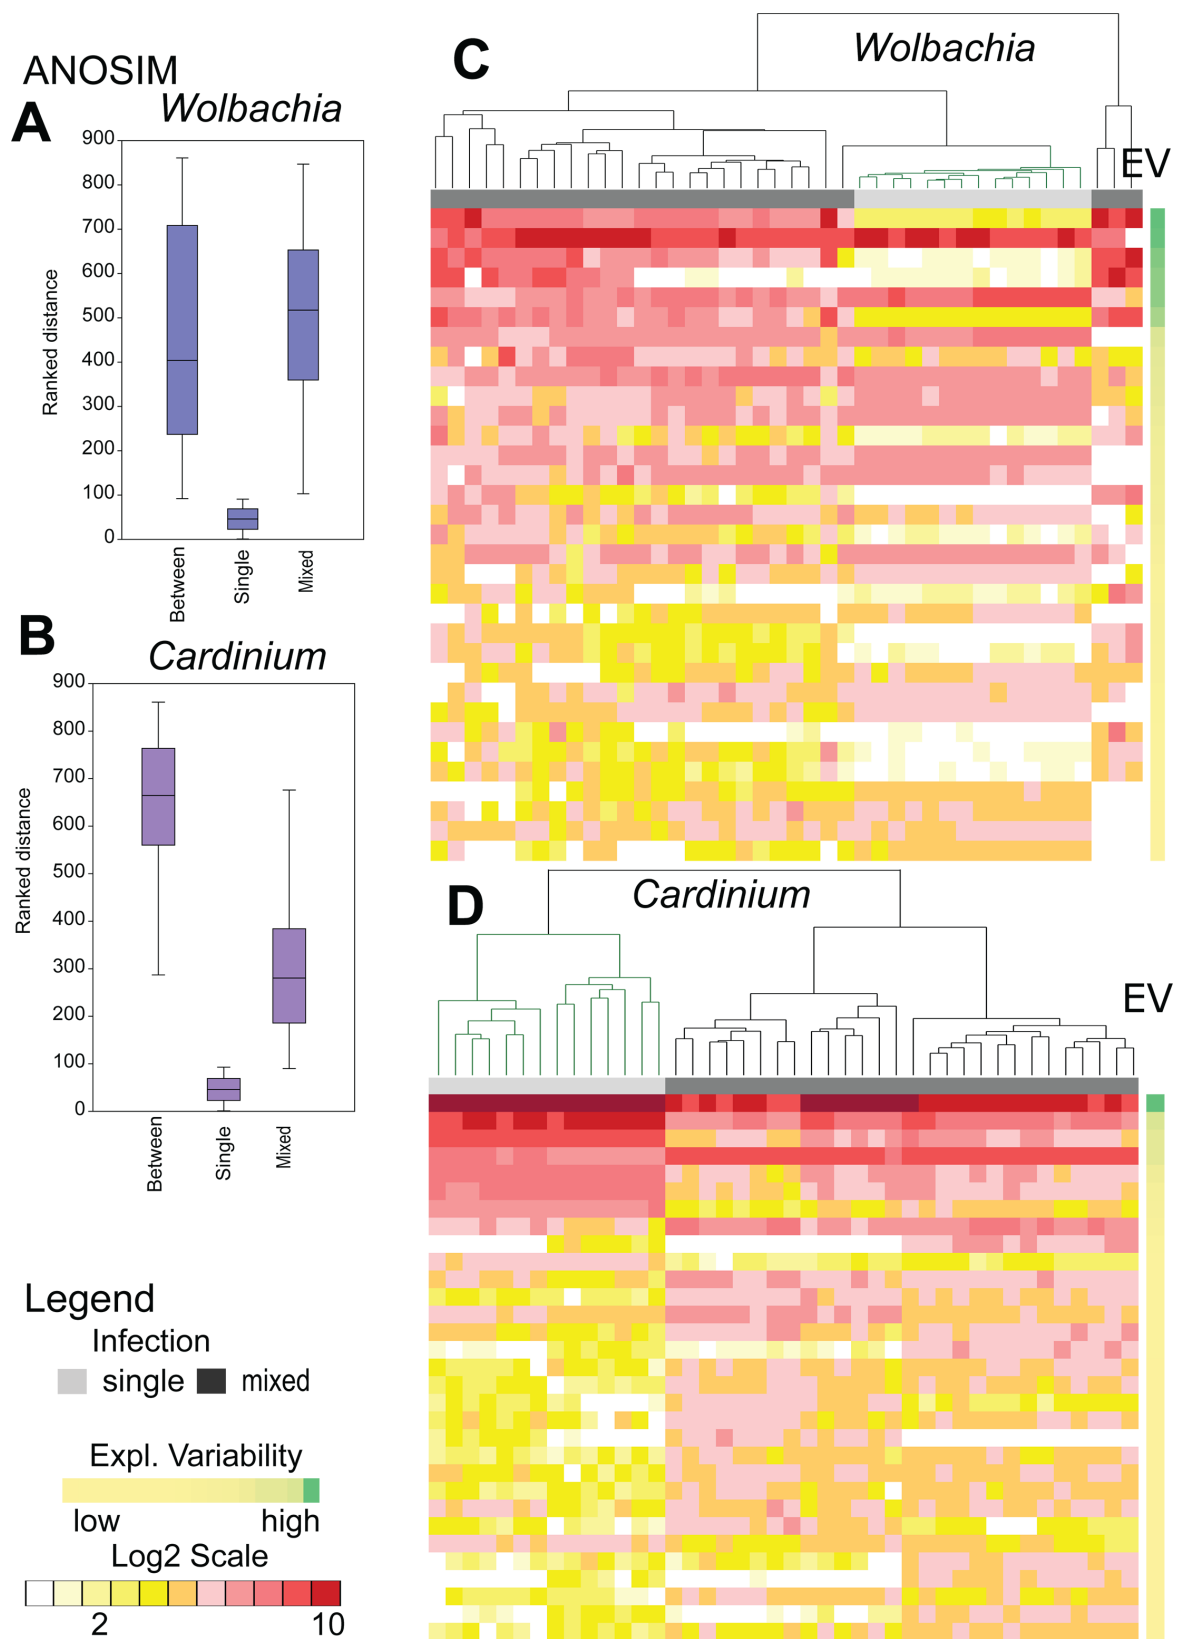 ANOSIM
A
Wolbachia
900
800
700
600
500
400
300
200
100
0
Ranked distance
Between
Single
Mixed
B
Cardinium
900
800
700
600
500
400
300
200
100
0
Ranked distance
Between
Single
Mixed
Legend
Infection
single mixed
Expl. Variability
low high
Log2 Scale
2 10
C
Wolbachia
EV
D
Cardinium
EV